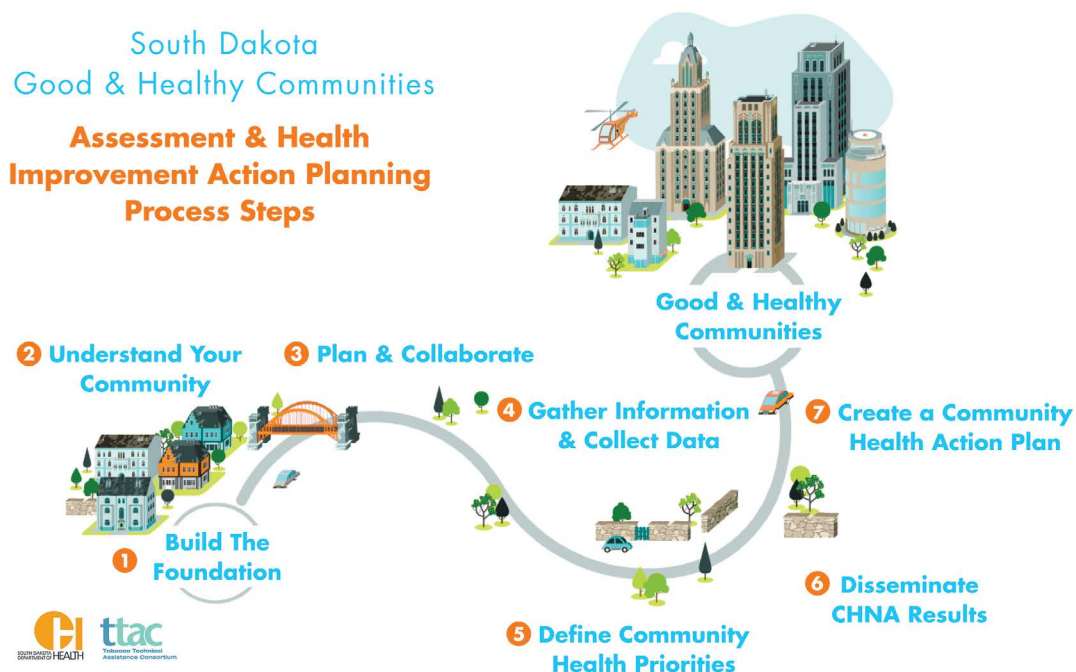 South Dakota
Good & Healthy Communities
Assessment & Health
Improvement Action Planning
Process Steps
Good & Healthy
Communities
2 Understand Your
Community
3 Plan & Collaborate
4 Gather Information
& Collect Data
7 Create a Community
Health Action Plan
1 Build The
Foundation
6 Disseminate
CHNA Results
5 Define Community
Health Priorities
SOUTH DAKOTA
DEPARTMENT OF HEALTH
ttac
Tobacco Technical
Assistance Consortium